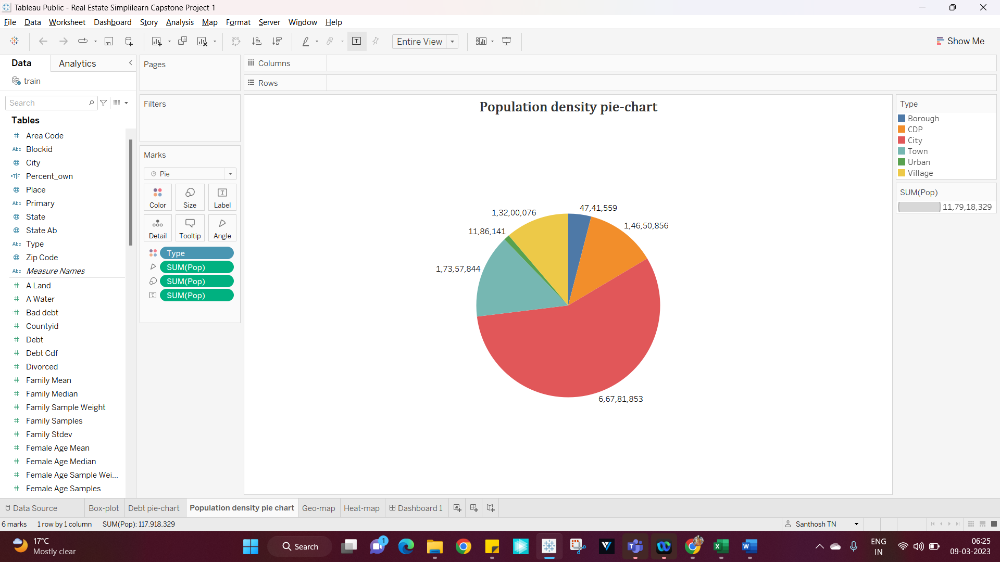 Tableau Public - Real Estate Simplilearn Capstone Project 1
File Data Worksheet Dashboard Story Analysis Map Format Server Window Help
Entire View
Show Me
Data Analytics
train
Search
Tables
Area Code
Abc Blockid
City
=T|F Percent_own
Place
Abc Primary
State
State Ab
Abc Type
Zip Code
Abc Measure Names
A Land
A Water
Bad debt
Countyid
Debt
Debt Cdf
Divorced
Family Mean
Family Median
Family Sample Weight
Family Samples
Family Stdev
Female Age Mean
Female Age Median
Female Age Sample Wei...
Female Age Samples
Pages
Filters
Marks
Pie
Color Size Label
Detail Tooltip Angle
Type
SUM(Pop)
SUM(Pop)
SUM(Pop)
Columns
Rows
Population density pie-chart
47,41,559
1,32,00,076
1,46,50,856
11,86,141
1,73,57,844
6,67,81,853
Type
Borough
CDP
City
Town
Urban
Village
SUM(Pop)
11,79,18,329
Data Source Box-plot Debt pie-chart Population density pie chart Geo-map Heat-map Dashboard 1
6 marks 1 row by 1 column SUM(Pop): 117,918,329
Santhosh TN
17°C
Mostly clear
Search
1
ENG
IN
06:25
09-03-2023